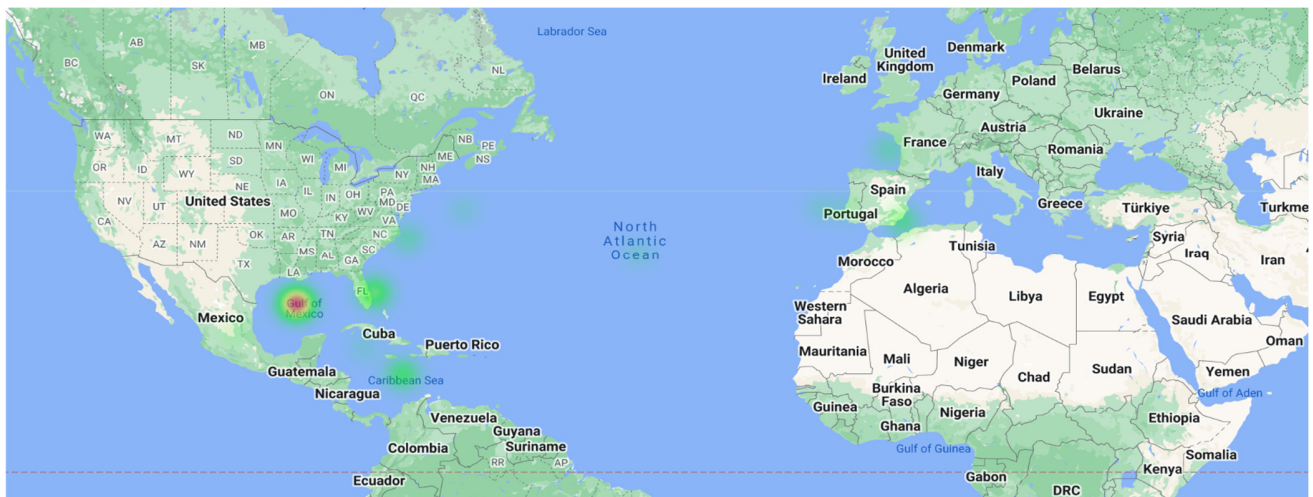 Labrador Sea
AB
MB
BC
SK
NL
ON
QC
United
Kingdom
Denmark
Ireland
Poland
Belarus
Germany
Ukraine
Austria
France
Romania
Italy
WA
MT
ND
MN
NB
PE
ME
NS
OR
ID
SD
WI
MI
NH
WY
NY
MA
IA
NE
IL
IN
OH
PA
MD
DE
NV
UT
United States
MO
KY
WV
VA
CA
OK
AR
TN
NC
AZ
NM
MS
AL
SC
GA
TX
LA
FL
Spain
Portugal
Greece
Türkiye
Turkme
North
Atlantic
Ocean
Tunisia
Syria
Iraq
Iran
Morocco
Algeria
Libya
Egypt
Western
Sahara
Saudi Arabia
Oman
Gulf of
Mexico
Mexico
Cuba
Puerto Rico
Mauritania
Mali
Niger
Chad
Sudan
Yemen
Guatemala
Caribbean Sea
Nicaragua
Burkina
Faso
Gulf of Aden
Guinea
Nigeria
Ethiopia
Venezuela
Guyana
Ghana
Colombia
Suriname
Gulf of Guinea
Somalia
RR
AP
Kenya
Ecuador
Gabon
DRC